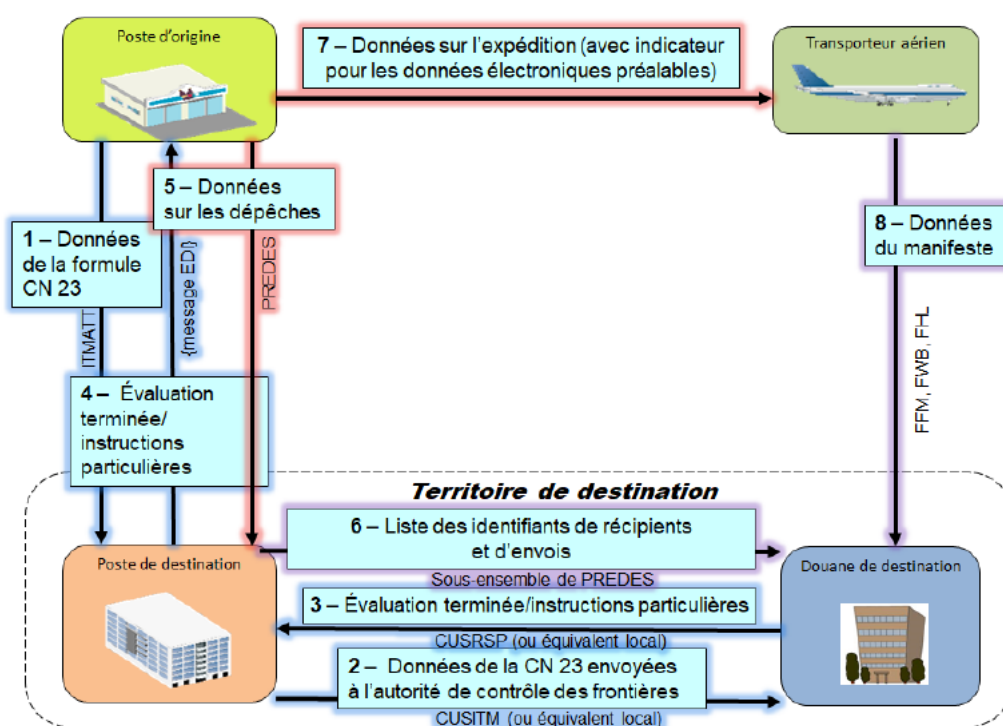 Poste d'origine
7 – Données sur l'expédition (avec indicateur
pour les données électroniques préalables)
Transporteur aérien
5 – Données
sur les dépêches
1 – Données
de la formule
CN 23
8 – Données
du manifeste
ITMATT
{message EDI}
PREDES
FFM, FWB, FHL
4 – Évaluation
terminée/
instructions
particulières
Territoire de destination
6 – Liste des identifiants de récipients
et d'envois
Poste de destination
Douane de destination
Sous-ensemble de PREDES
3 – Évaluation terminée/instructions particulières
CUSRSP (ou équivalent local)
2 – Données de la CN 23 envoyées
à l'autorité de contrôle des frontières
CUSITM (ou équivalent local)